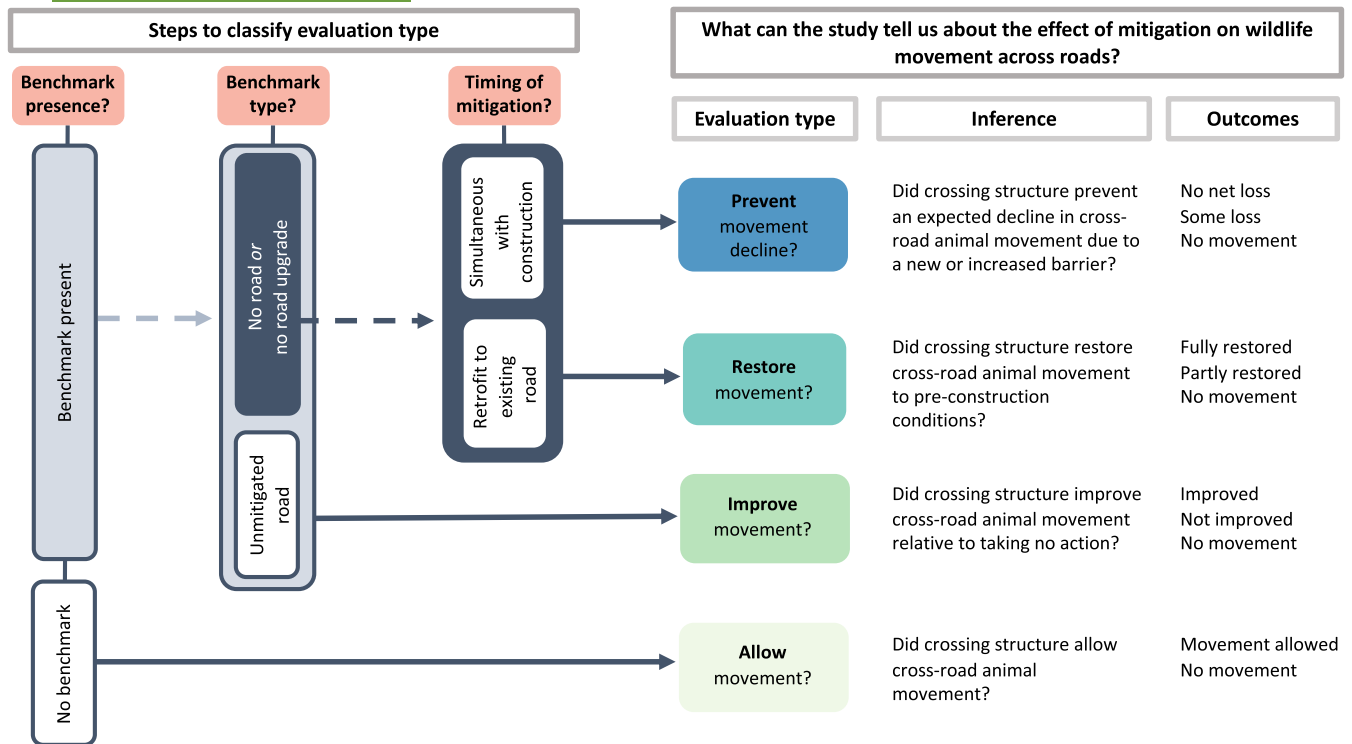 Steps to classify evaluation type
What can the study tell us about the effect of mitigation on wildlife
movement across roads?
Benchmark
presence?
Benchmark
type?
Timing of
mitigation?
Evaluation type
Inference
Outcomes
Benchmark present
No benchmark
No road or
no road upgrade
Unmitigated
road
Simultaneous
with
construction
Retrofit to
existing
road
Prevent
movement
decline?
Did crossing structure prevent
an expected decline in cross-
road animal movement due to
a new or increased barrier?
No net loss
Some loss
No movement
Restore
movement?
Did crossing structure restore
cross-road animal movement
to pre-construction
conditions?
Fully restored
Partly restored
No movement
Improve
movement?
Did crossing structure improve
cross-road animal movement
relative to taking no action?
Improved
Not improved
No movement
Allow
movement?
Did crossing structure allow
cross-road animal
movement?
Movement allowed
No movement